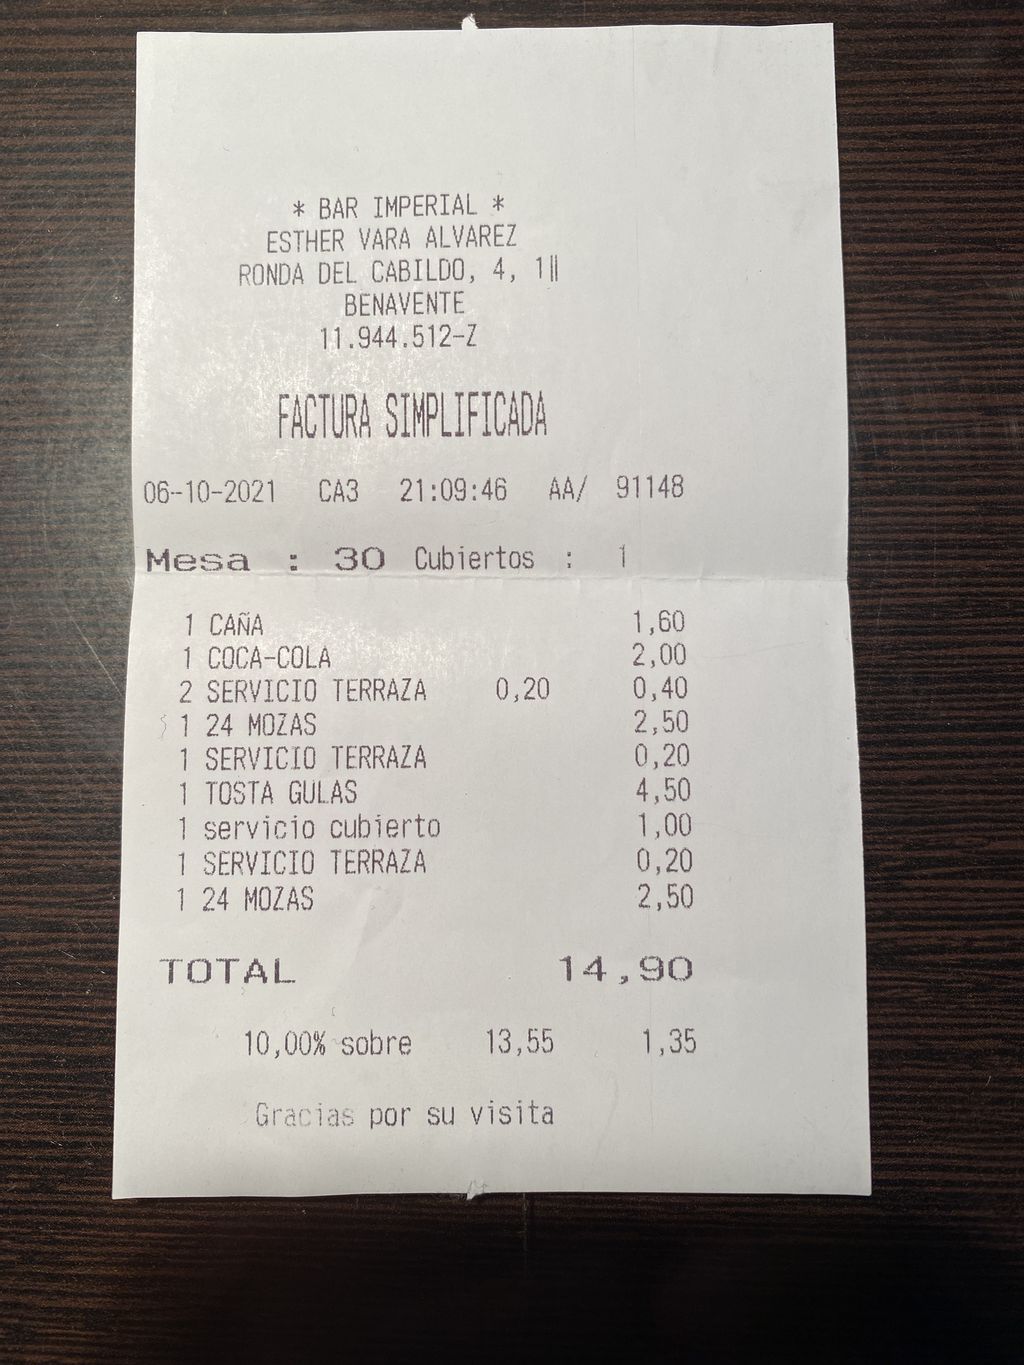 * BAR IMPERIAL *
ESTHER VARA ALVAREZ
RONDA DEL CABILDO, 4, 1||
BENAVENTE
11.944.512-Z
FACTURA SIMPLIFICADA
06-10-2021 CA3 21:09:46 AA/ 91148
Mesa : 30 Cubiertos : 1
1 CAÑA 1,60
1 COCA-COLA 2,00
2 SERVICIO TERRAZA 0,20 0,40
1 24 MOZAS 2,50
1 SERVICIO TERRAZA 0,20
1 TOSTA GULAS 4,50
1 servicio cubierto 1,00
1 SERVICIO TERRAZA 0,20
1 24 MOZAS 2,50
TOTAL 14,90
10,00% sobre 13,55 1,35
Gracias por su visita